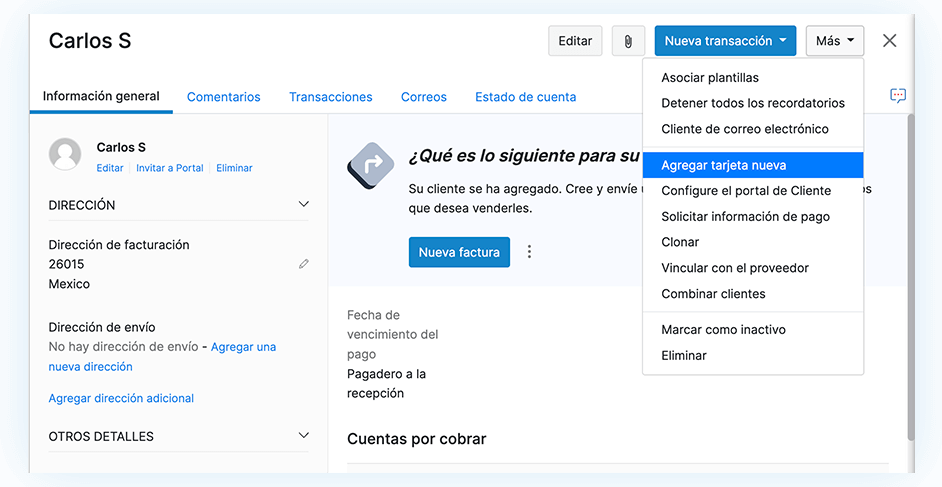 Carlos S
Editar
Nueva transacción
Más
Información general
Comentarios
Transacciones
Correos
Estado de cuenta
Asociar plantillas
Detener todos los recordatorios
Cliente de correo electrónico
Agregar tarjeta nueva
Configure el portal de Cliente
Solicitar información de pago
Clonar
Vincular con el proveedor
Combinar clientes
Marcar como inactivo
Eliminar
Carlos S
Editar
Invitar a Portal
Eliminar
DIRECCIÓN
Dirección de facturación
26015
Mexico
Dirección de envío
No hay dirección de envío - Agregar una
nueva dirección
Agregar dirección adicional
OTROS DETALLES
¿Qué es lo siguiente para su
Su cliente se ha agregado. Cree y envíe
que desea venderles.
Nueva factura
Fecha de
vencimiento del
pago
Pagadero a la
recepción
Cuentas por cobrar